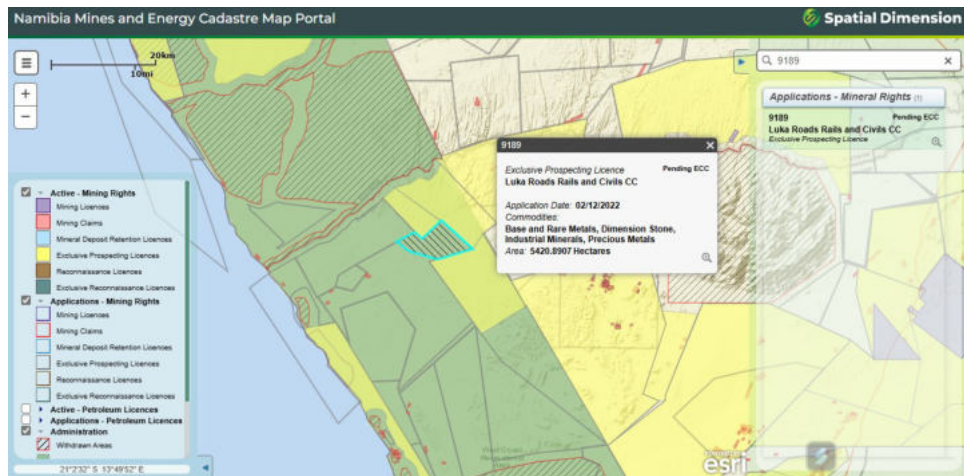 Namibia Mines and Energy Cadastre Map Portal
Spatial Dimension
20km
10mi
+
−
9189
Applications - Mineral Rights (1)
9189 Pending ECC
Luka Roads Rails and Civils CC
Exclusive Prospecting Licence
9189
Exclusive Prospecting Licence Pending ECC
Luka Roads Rails and Civils CC
Application Date: 02/12/2022
Commodities:
Base and Rare Metals, Dimension Stone,
Industrial Minerals, Precious Metals
Area: 5420.8907 Hectares
Active - Mining Rights
Mining Licences
Mining Claims
Mineral Deposit Retention Licences
Exclusive Prospecting Licences
Reconnaissance Licences
Exclusive Reconnaissance Licences
Applications - Mining Rights
Mining Licences
Mining Claims
Mineral Deposit Retention Licences
Exclusive Prospecting Licences
Reconnaissance Licences
Exclusive Reconnaissance Licences
Active - Petroleum Licences
Applications - Petroleum Licences
Administration
Withdrawn Areas
21°2'32" S 13°49'52" E
esri